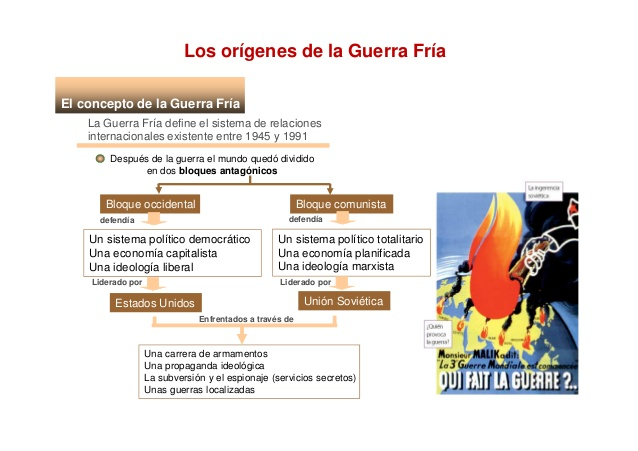 Los orígenes de la Guerra Fría
El concepto de la Guerra Fría
La Guerra Fría define el sistema de relaciones
internacionales existente entre 1945 y 1991
Después de la guerra el mundo quedó dividido
en dos bloques antagónicos
Bloque occidental
Bloque comunista
defendía
defendía
Un sistema político democrático
Una economía capitalista
Una ideología liberal
Un sistema político totalitario
Una economía planificada
Una ideología marxista
Liderado por
Liderado por
Estados Unidos
Unión Soviética
Enfrentados a través de
Una carrera de armamentos
Una propaganda ideológica
La subversión y el espionaje (servicios secretos)
Unas guerras localizadas
La ingerencia
soviética
¿Quién
provoca
la guerra?
Monsieur MALIK a dit:
"La 3e Guerre Mondiale est commencée"
QUI FAIT LA GUERRE ?..